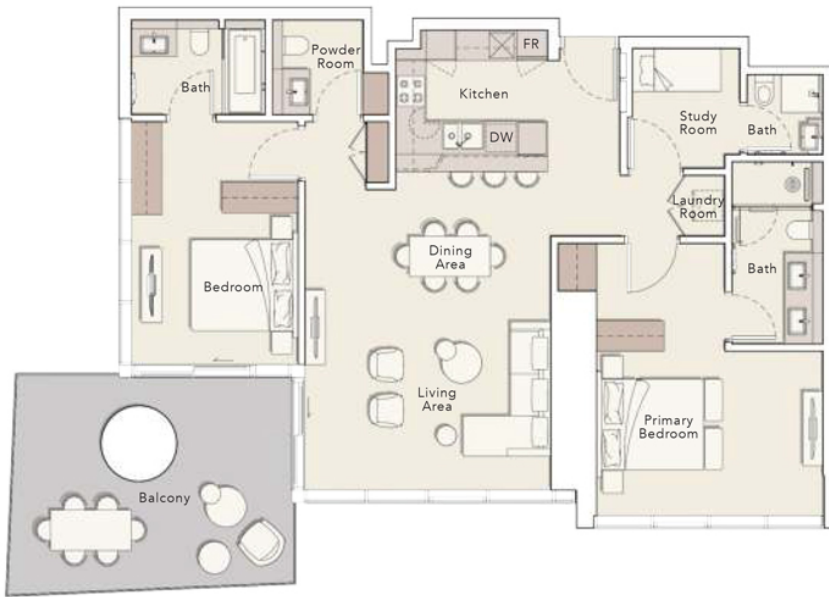 Powder
Room
FR
Bath
Kitchen
Study
Room
Bath
DW
Laundry
Room
Dining
Area
Bath
Bedroom
Living
Area
Primary
Bedroom
Balcony